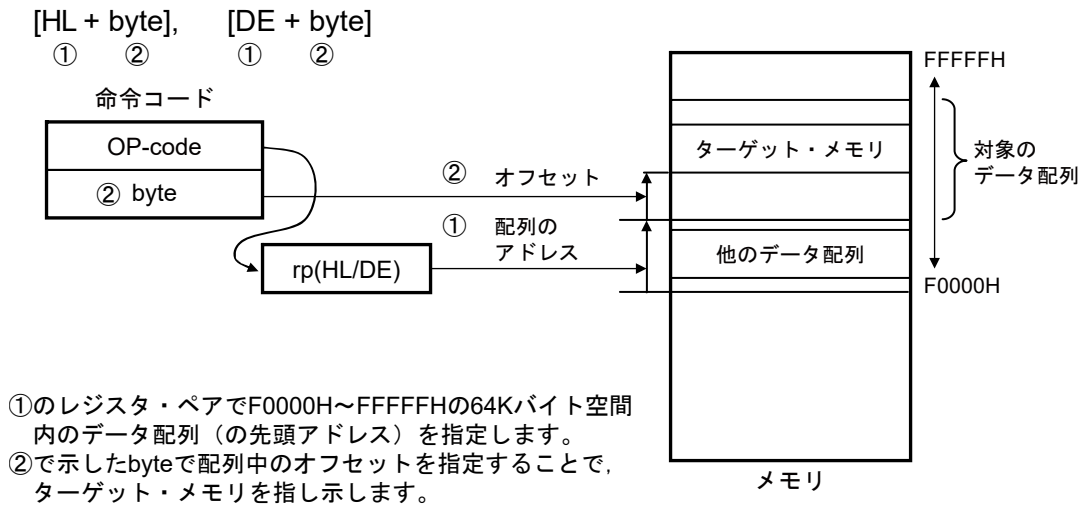 [HL + byte], [DE + byte]
① ② ① ②
命令コード
OP-code
② byte
rp(HL/DE)
② オフセット
① 配列の
アドレス
FFFFFH
ターゲット・メモリ
対象の
データ配列
他のデータ配列
F0000H
メモリ
①のレジスタ・ペアでF0000H～FFFFFHの64Kバイト空間
内のデータ配列（の先頭アドレス）を指定します。
②で示したbyteで配列中のオフセットを指定することで,
ターゲット・メモリを指し示します。